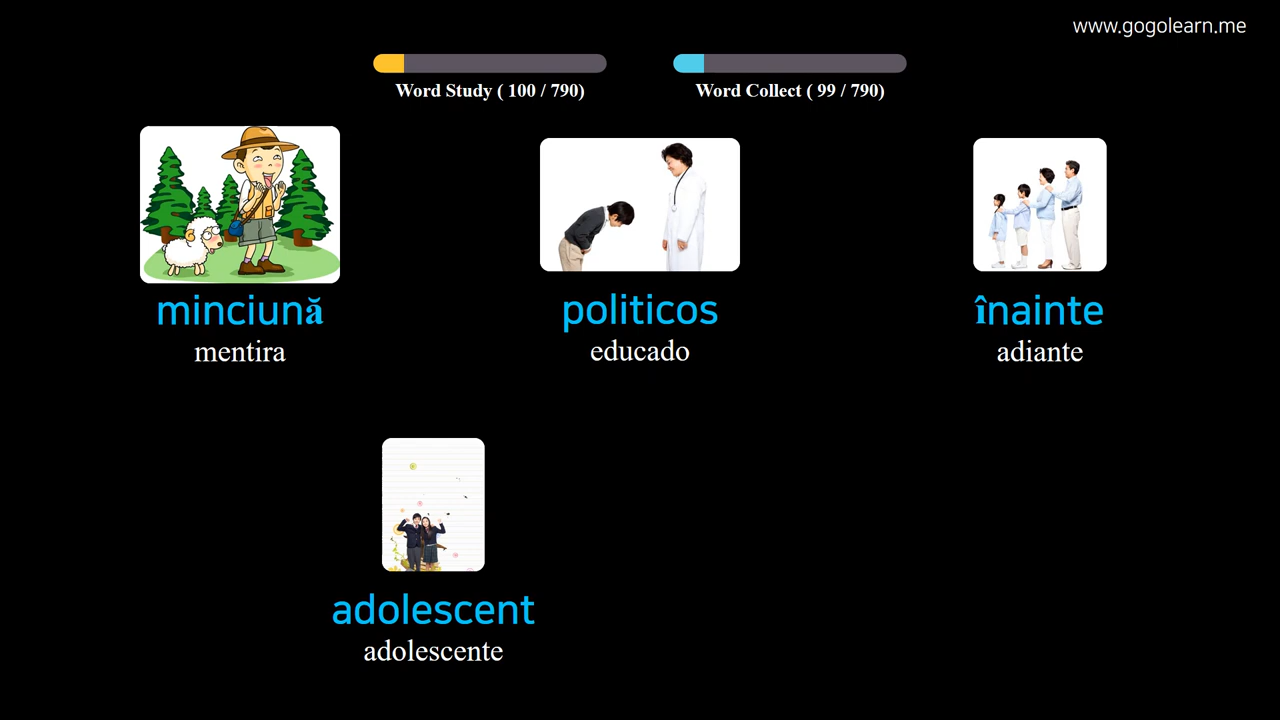 www.gogolearn.me
Word Study ( 100 / 790)
Word Collect ( 99 / 790)
minciună
mentira
politicos
educado
înainte
adiante
adolescent
adolescente